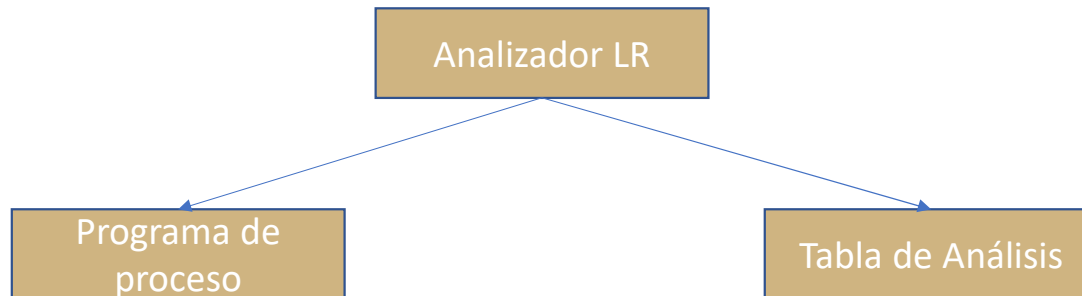 Analizador LR
Programa de
proceso
Tabla de Análisis